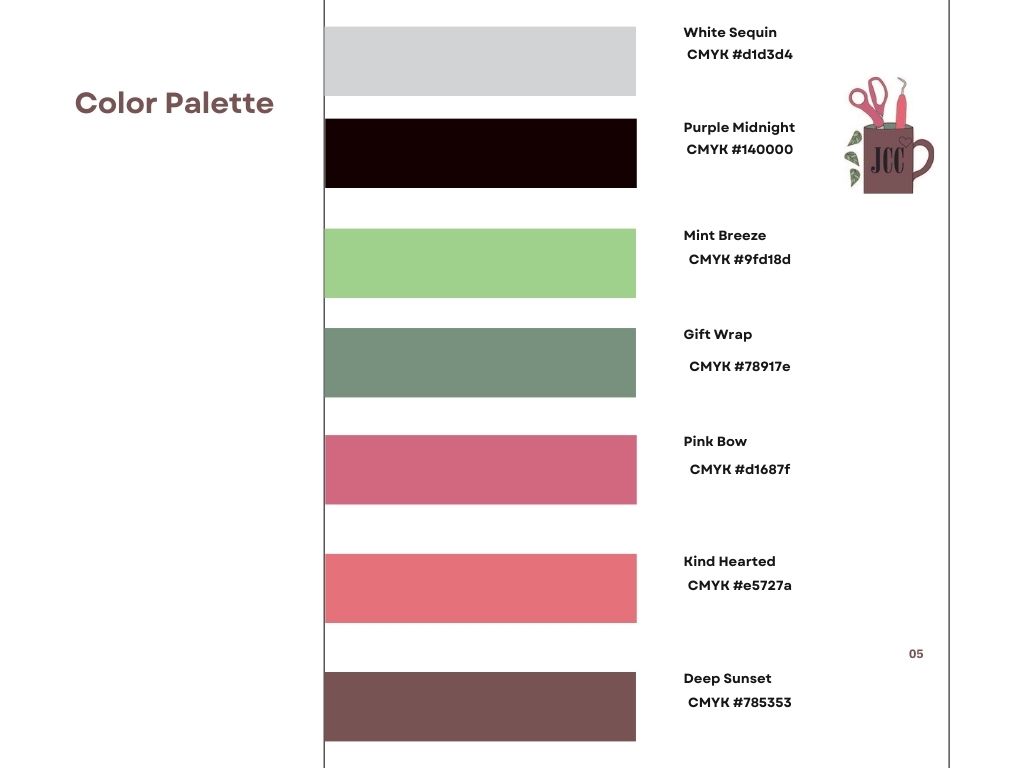 Color Palette
White Sequin
CMYK #d1d3d4
Purple Midnight
CMYK #140000
JCC
Mint Breeze
CMYK #9fd18d
Gift Wrap
CMYK #78917e
Pink Bow
CMYK #d1687f
Kind Hearted
CMYK #e5727a
05
Deep Sunset
CMYK #785353